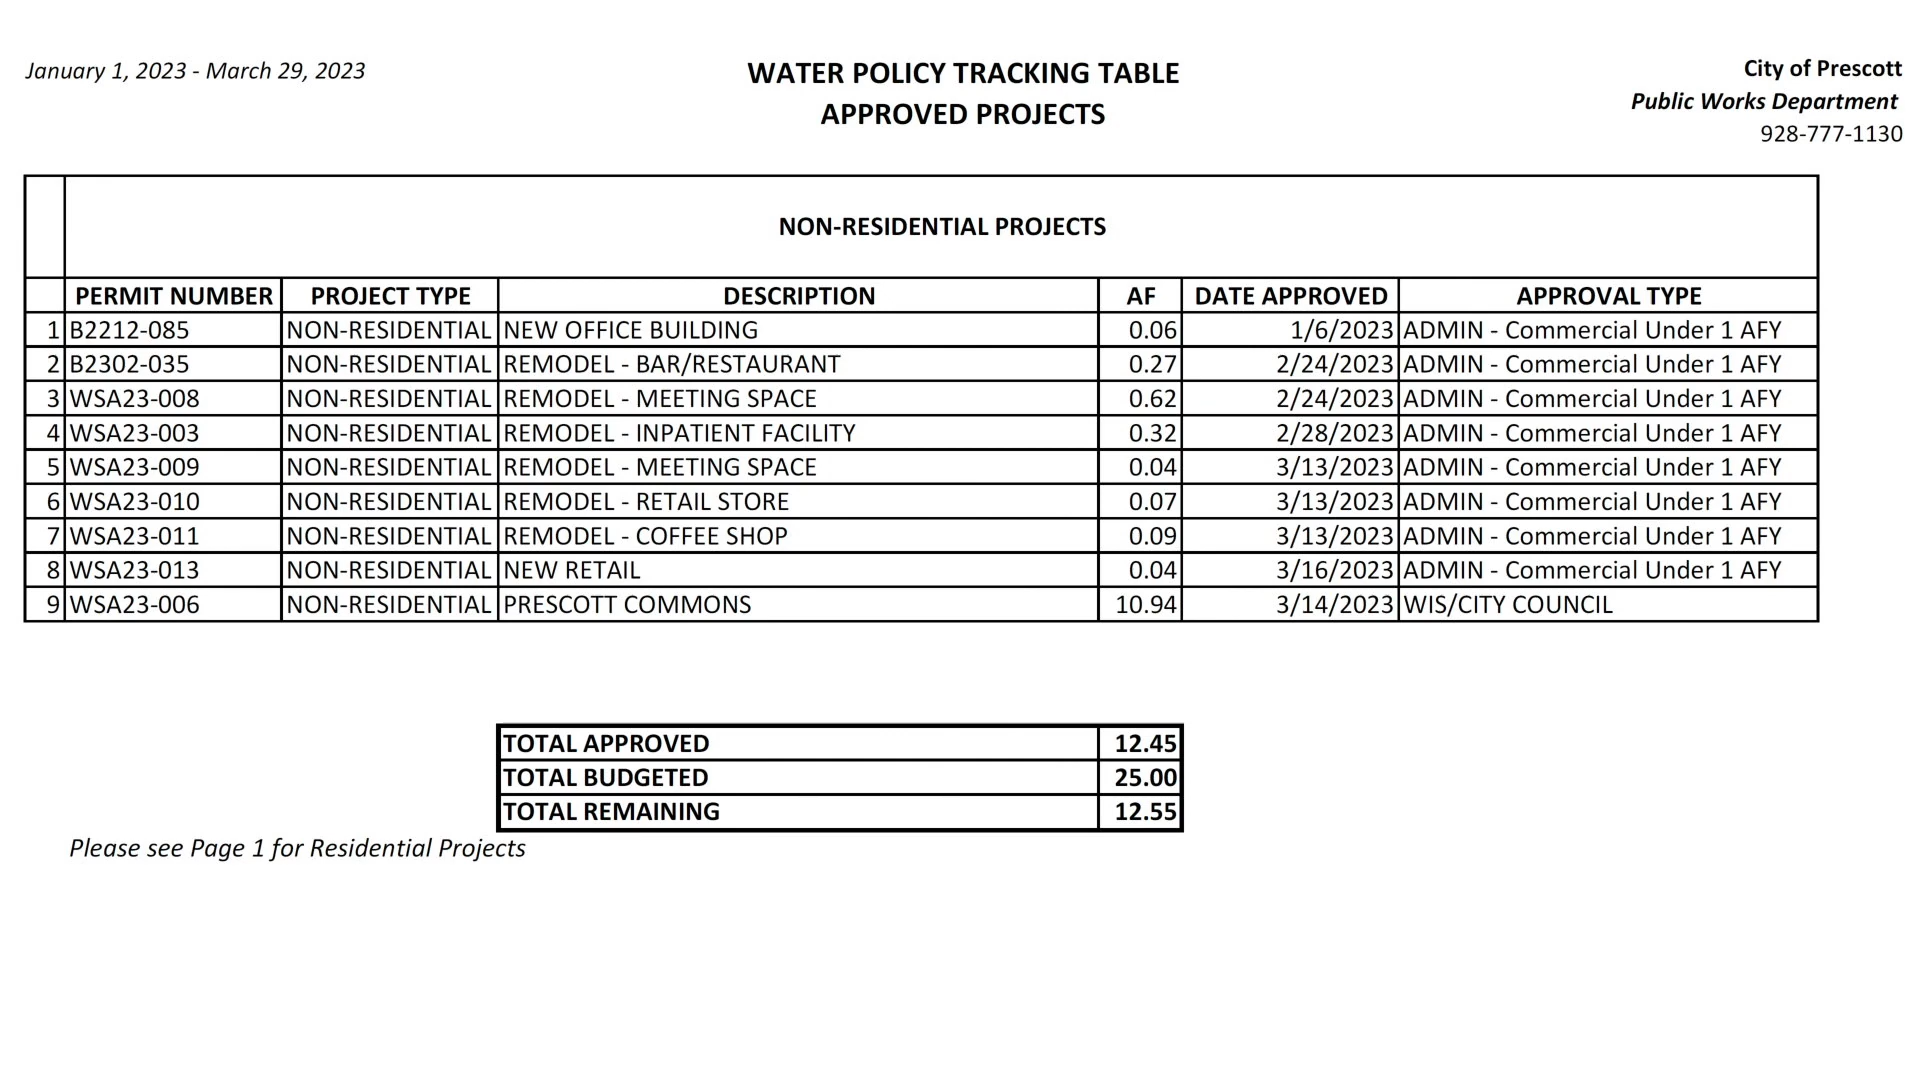 January 1, 2023 - March 29, 2023
WATER POLICY TRACKING TABLE
APPROVED PROJECTS
City of Prescott
Public Works Department
928-777-1130
NON-RESIDENTIAL PROJECTS
PERMIT NUMBER PROJECT TYPE DESCRIPTION AF DATE APPROVED APPROVAL TYPE
1 B2212-085 NON-RESIDENTIAL NEW OFFICE BUILDING 0.06 1/6/2023 ADMIN - Commercial Under 1 AFY
2 B2302-035 NON-RESIDENTIAL REMODEL - BAR/RESTAURANT 0.27 2/24/2023 ADMIN - Commercial Under 1 AFY
3 WSA23-008 NON-RESIDENTIAL REMODEL - MEETING SPACE 0.62 2/24/2023 ADMIN - Commercial Under 1 AFY
4 WSA23-003 NON-RESIDENTIAL REMODEL - INPATIENT FACILITY 0.32 2/28/2023 ADMIN - Commercial Under 1 AFY
5 WSA23-009 NON-RESIDENTIAL REMODEL - MEETING SPACE 0.04 3/13/2023 ADMIN - Commercial Under 1 AFY
6 WSA23-010 NON-RESIDENTIAL REMODEL - RETAIL STORE 0.07 3/13/2023 ADMIN - Commercial Under 1 AFY
7 WSA23-011 NON-RESIDENTIAL REMODEL - COFFEE SHOP 0.09 3/13/2023 ADMIN - Commercial Under 1 AFY
8 WSA23-013 NON-RESIDENTIAL NEW RETAIL 0.04 3/16/2023 ADMIN - Commercial Under 1 AFY
9 WSA23-006 NON-RESIDENTIAL PRESCOTT COMMONS 10.94 3/14/2023 WIS/CITY COUNCIL
TOTAL APPROVED 12.45
TOTAL BUDGETED 25.00
TOTAL REMAINING 12.55
Please see Page 1 for Residential Projects